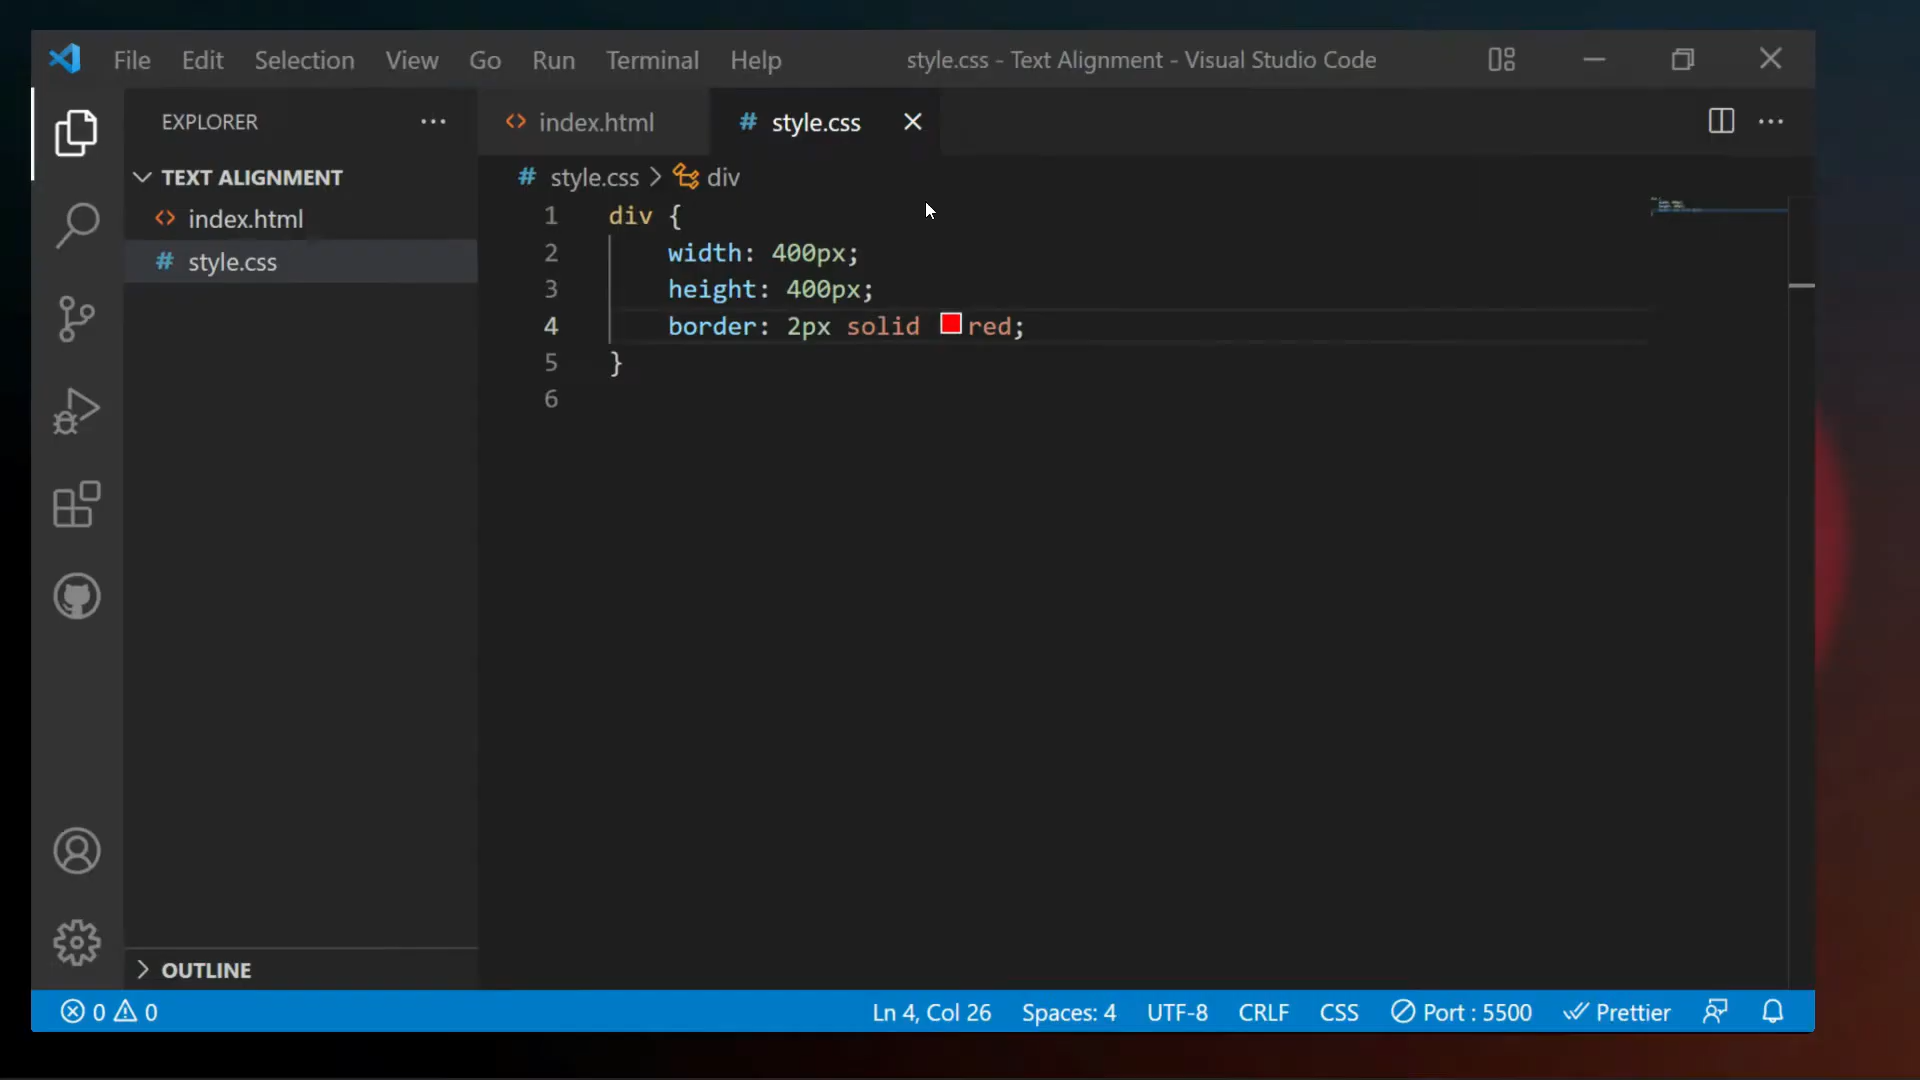 File Edit Selection View Go Run Terminal Help style.css - Text Alignment - Visual Studio Code
EXPLORER
TEXT ALIGNMENT
index.html
style.css
OUTLINE
index.html
# style.css
# style.css > div
1 div {
2 width: 400px;
3 height: 400px;
4 border: 2px solid red;
5 }
6
0 0 Ln 4, Col 26 Spaces: 4 UTF-8 CRLF CSS Port : 5500 Prettier